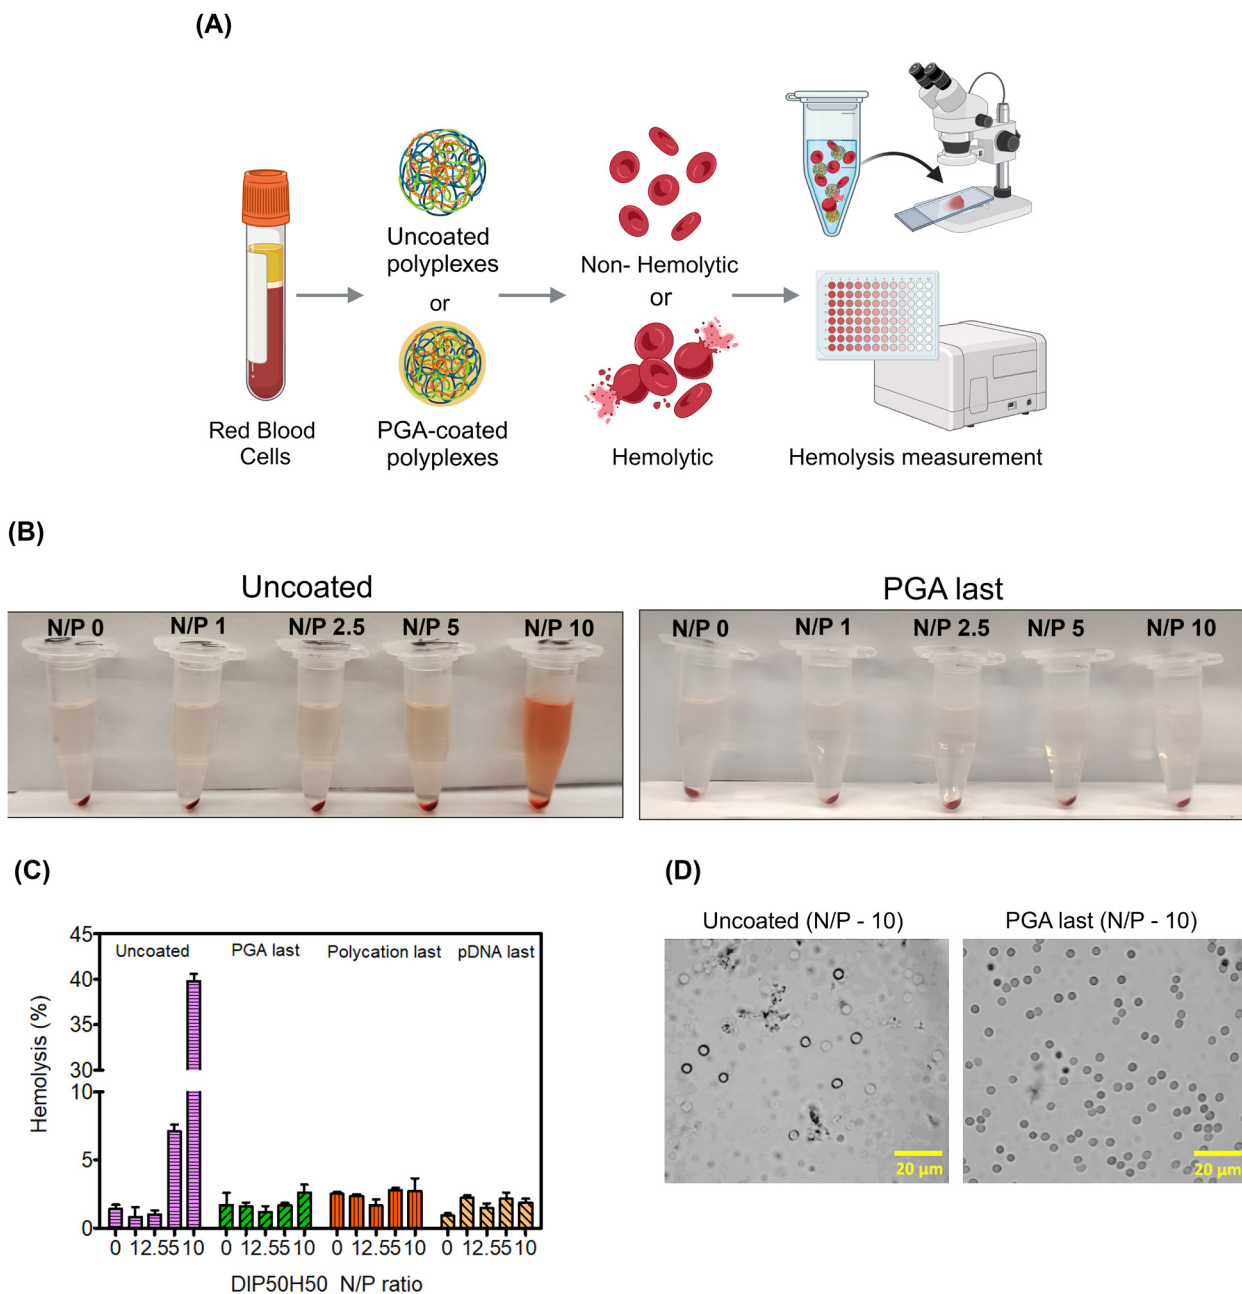 (A)
Uncoated
polyplexes
or
PGA-coated
polyplexes
Red Blood
Cells
Non- Hemolytic
or
Hemolytic
Hemolysis measurement
(B)
Uncoated
N/P 0 N/P 1 N/P 2.5 N/P 5 N/P 10
PGA last
N/P 0 N/P 1 N/P 2.5 N/P 5 N/P 10
(C)
45
40
35
30
10
5
0
Hemolysis (%)
Uncoated PGA last Polycation last pDNA last
0 12.55 10 0 12.55 10 0 12.55 10 0 12.55 10
DIP50H50 N/P ratio
(D)
Uncoated (N/P - 10)
20 μm
PGA last (N/P - 10)
20 μm